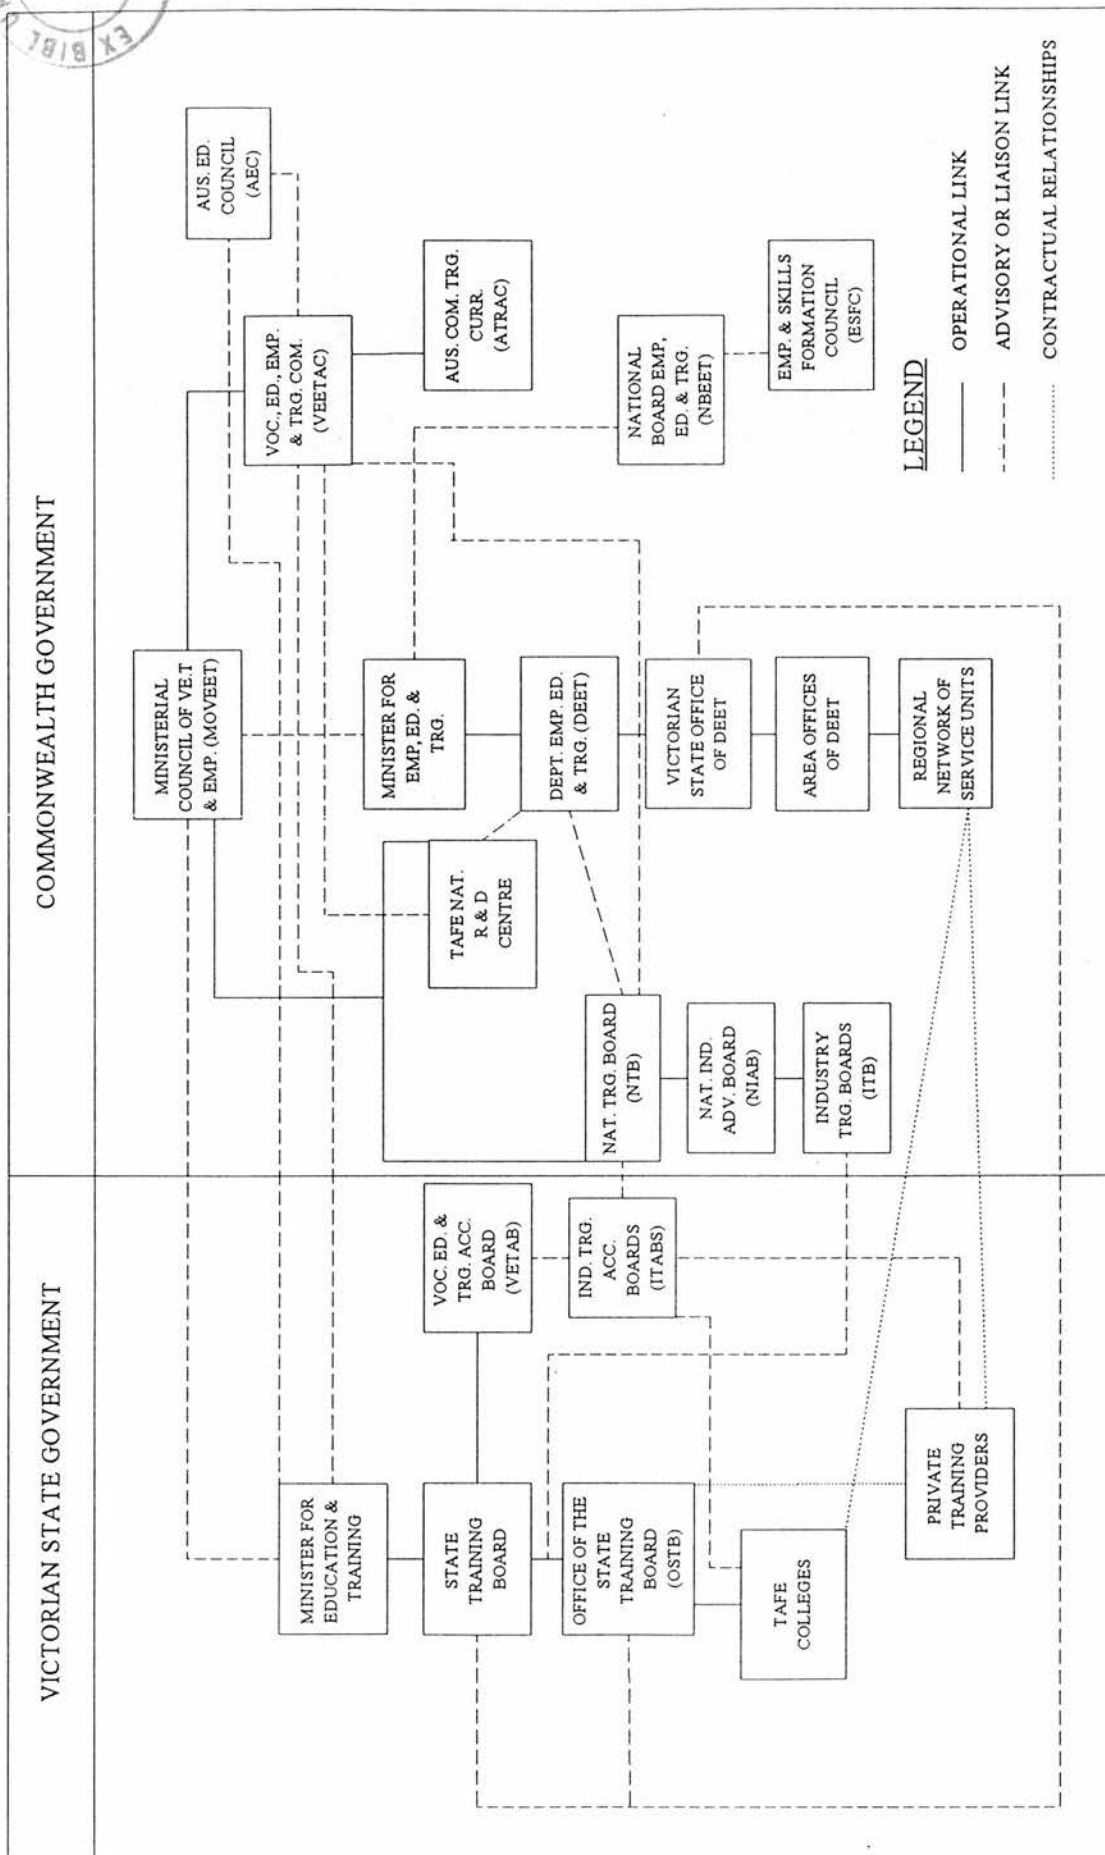 EX BIBL
VICTORIAN STATE GOVERNMENT
COMMONWEALTH GOVERNMENT
MINISTER FOR
EDUCATION &
TRAINING
STATE
TRAINING
BOARD
OFFICE OF THE
STATE
TRAINING
BOARD
(OSTB)
TAFE
COLLEGES
PRIVATE
TRAINING
PROVIDERS
VOC. ED. &
TRG. ACC.
BOARD
(VETAB)
IND. TRG.
ACC.
BOARDS
(ITABS)
MINISTERIAL
COUNCIL OF VE.T
& EMP. (MOVEET)
MINISTER FOR
EMP, ED. &
TRG.
TAFE NAT.
R & D
CENTRE
DEPT. EMP. ED.
& TRG. (DEET)
NAT. TRG. BOARD
(NTB)
NAT. IND.
ADV. BOARD
(NIAB)
INDUSTRY
TRG. BOARDS
(ITB)
VICTORIAN
STATE OFFICE
OF DEET
AREA OFFICES
OF DEET
REGIONAL
NETWORK OF
SERVICE UNITS
AUS. ED.
COUNCIL
(AEC)
VOC., ED., EMP.
& TRG. COM.
(VEETAC)
AUS. COM. TRG.
CURR.
(ATRAC)
NATIONAL
BOARD EMP,
ED. & TRG.
(NBEET)
EMP. & SKILLS
FORMATION
COUNCIL
(ESFC)
LEGEND
OPERATIONAL LINK
ADVISORY OR LIAISON LINK
CONTRACTUAL RELATIONSHIPS